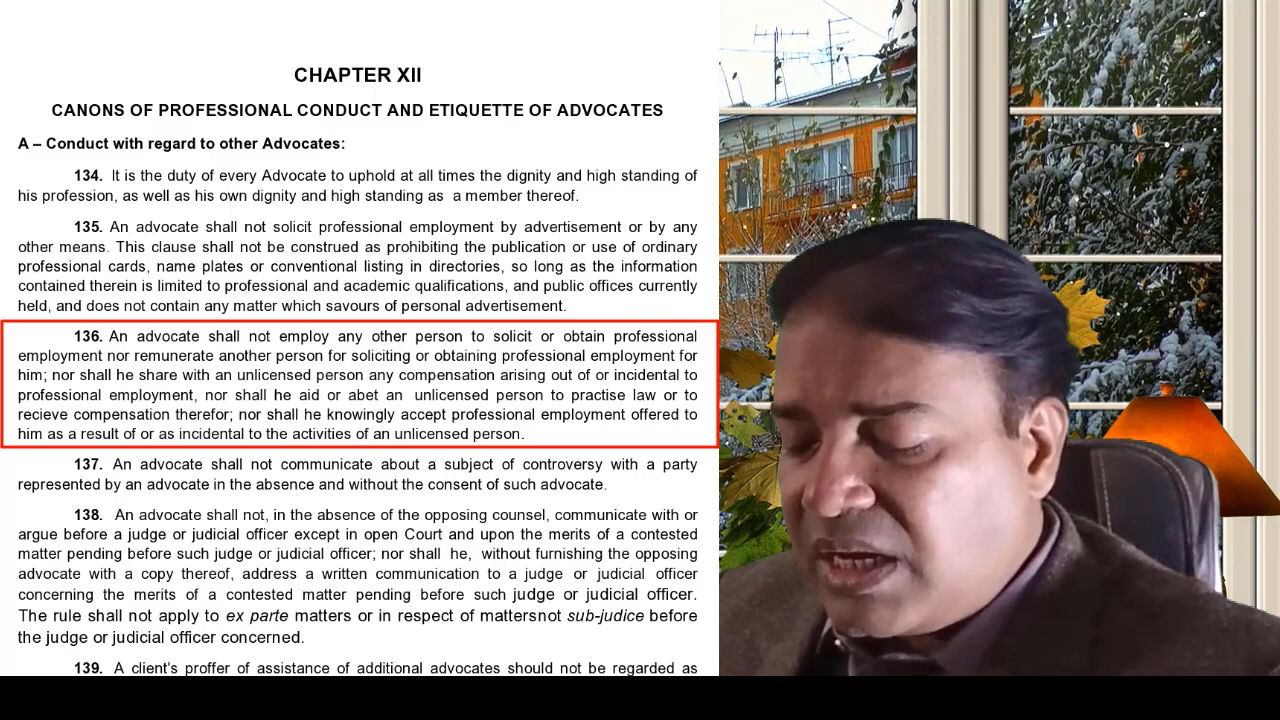 CHAPTER XII
CANONS OF PROFESSIONAL CONDUCT AND ETIQUETTE OF ADVOCATES
A – Conduct with regard to other Advocates:
134. It is the duty of every Advocate to uphold at all times the dignity and high standing of
his profession, as well as his own dignity and high standing as a member thereof.
135. An advocate shall not solicit professional employment by advertisement or by any
other means. This clause shall not be construed as prohibiting the publication or use of ordinary
professional cards, name plates or conventional listing in directories, so long as the information
contained therein is limited to professional and academic qualifications, and public offices currently
held, and does not contain any matter which savours of personal advertisement.
136. An advocate shall not employ any other person to solicit or obtain professional
employment nor remunerate another person for soliciting or obtaining professional employment for
him; nor shall he share with an unlicensed person any compensation arising out of or incidental to
professional employment, nor shall he aid or abet an unlicensed person to practise law or to
recieve compensation therefor; nor shall he knowingly accept professional employment offered to
him as a result of or as incidental to the activities of an unlicensed person.
137. An advocate shall not communicate about a subject of controversy with a party
represented by an advocate in the absence and without the consent of such advocate.
138. An advocate shall not, in the absence of the opposing counsel, communicate with or
argue before a judge or judicial officer except in open Court and upon the merits of a contested
matter pending before such judge or judicial officer; nor shall he, without furnishing the opposing
advocate with a copy thereof, address a written communication to a judge or judicial officer
concerning the merits of a contested matter pending before such judge or judicial officer.
The rule shall not apply to ex parte matters or in respect of mattersnot sub-judice before
the judge or judicial officer concerned.
139. A client's proffer of assistance of additional advocates should not be regarded as